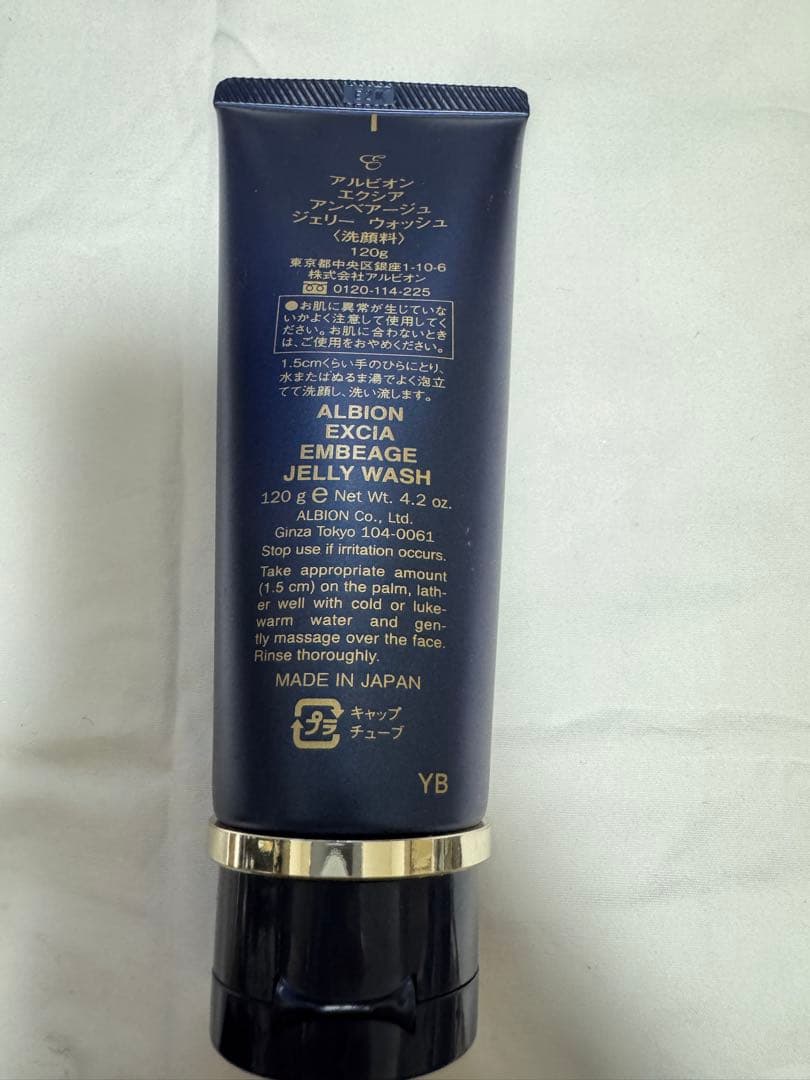 アルビオン
エクシア
アンベアージュ
ジェリー ウォッシュ
〈洗顔料〉
120g
東京都中央区銀座1-10-6
株式会社アルビオン
0120-114-225
●お肌に異常が生じていな
いかよく注意して使用してく
ださい。お肌に合わないとき
は、ご使用をおやめください。
1.5cmくらい手のひらにとり、
水またはぬるま湯でよく泡立
てて洗顔し、洗い流します。
ALBION
EXCIA
EMBEAGE
JELLY WASH
120 g e Net Wt. 4.2 oz.
ALBION Co., Ltd.
Ginza Tokyo 104-0061
Stop use if irritation occurs.
Take appropriate amount
(1.5 cm) on the palm, lath-
er well with cold or luke-
warm water and gen-
tly massage over the face.
Rinse thoroughly.
MADE IN JAPAN
プラ
キャップ
チューブ
YB